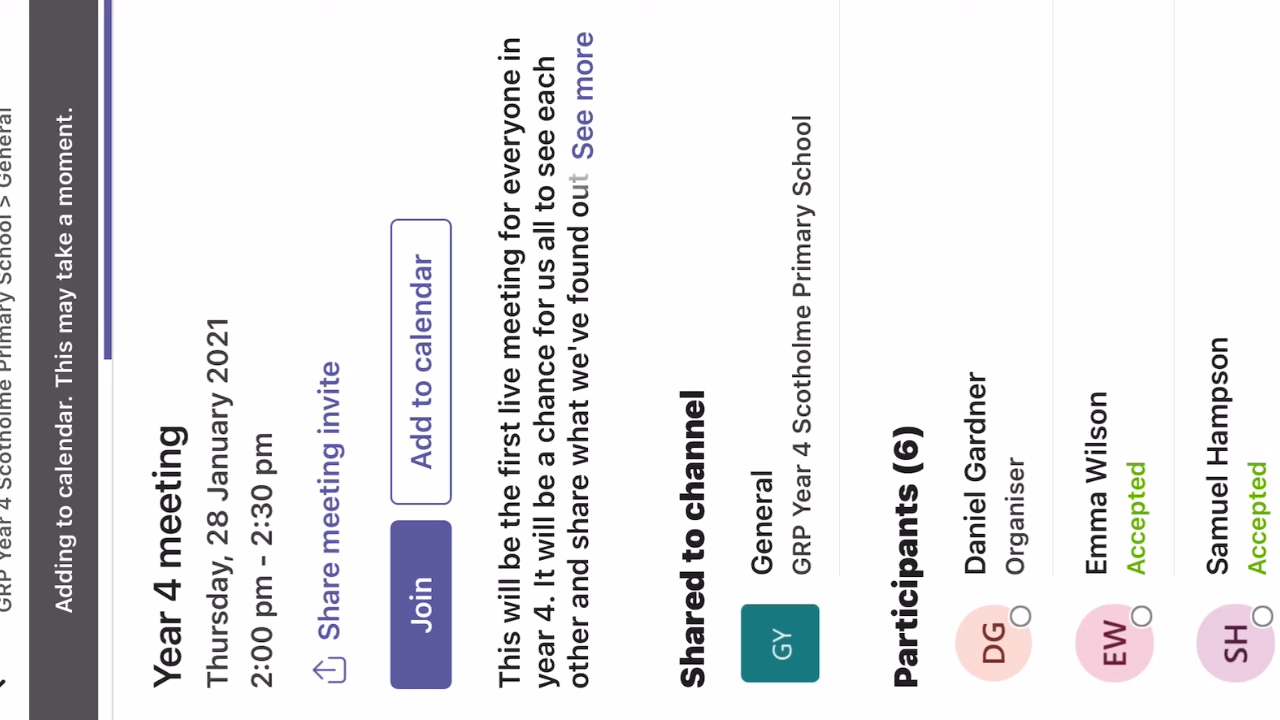 GRP Year 4 Scotholme Primary School > General
Adding to calendar. This may take a moment.
Year 4 meeting
Thursday, 28 January 2021
2:00 pm - 2:30 pm
Share meeting invite
Join
Add to calendar
This will be the first live meeting for everyone in
year 4. It will be a chance for us all to see each
other and share what we've found out See more
Shared to channel
GY
General
GRP Year 4 Scotholme Primary School
Participants (6)
DG
Daniel Gardner
Organiser
EW
Emma Wilson
Accepted
SH
Samuel Hampson
Accepted